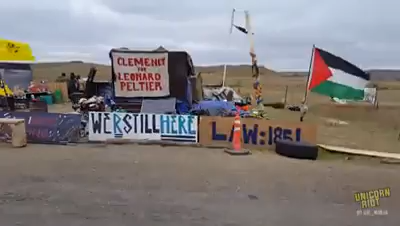 CLEMENCY
FOR
LEONARD
PELTIER
WE R STILL HERE
LAW: 1851
UNICORN
RIOT